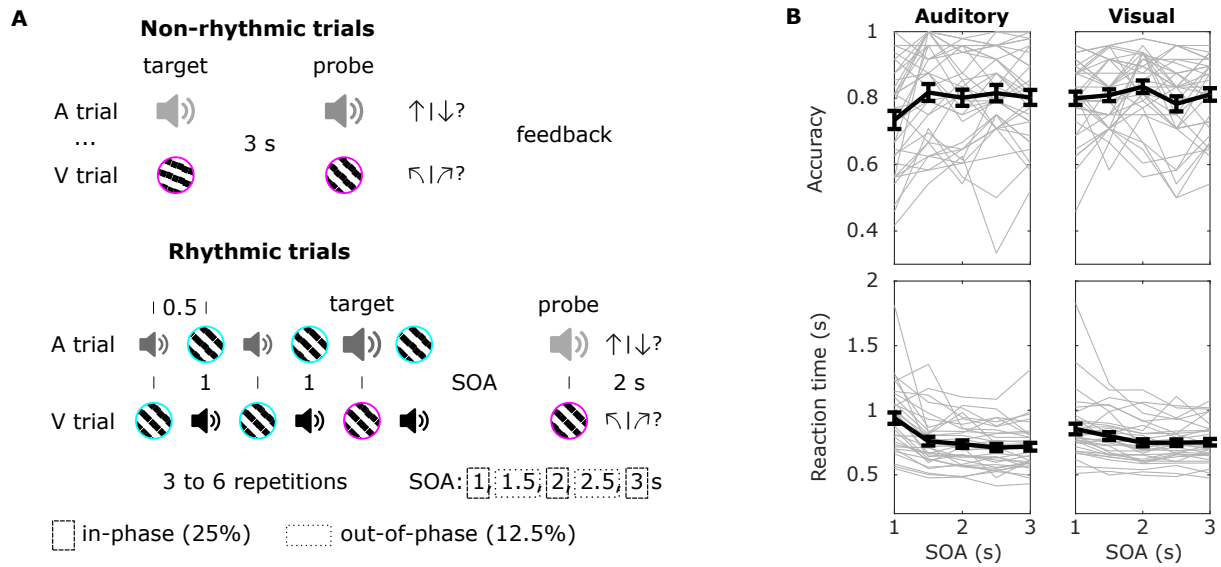 A
Non-rhythmic trials
target probe
A trial ↑|↓?
... 3 s feedback
V trial ↖|↗?
Rhythmic trials
0.5 target probe
A trial ↑|↓?
1 1 SOA 2 s
V trial ↖|↗?
3 to 6 repetitions SOA: 1, 1.5, 2, 2.5, 3 s
in-phase (25%) out-of-phase (12.5%)
B Auditory Visual
1
0.8
0.6
0.4
Accuracy
2
1.5
1
0.5
Reaction time (s)
1 2 3 1 2 3
SOA (s) SOA (s)